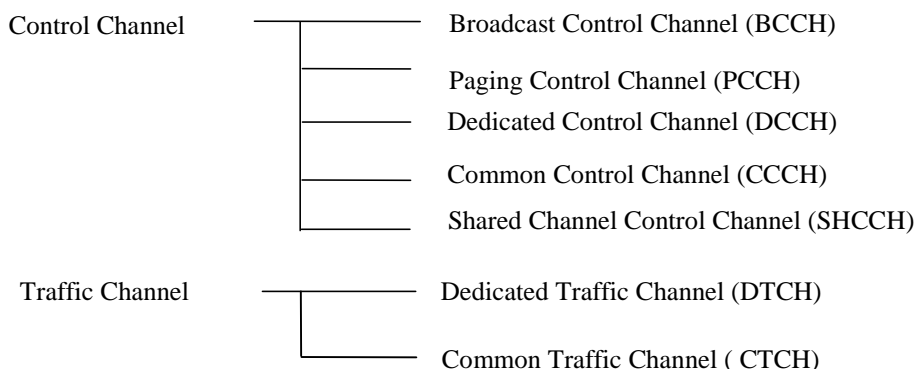 Control Channel Broadcast Control Channel (BCCH)
Paging Control Channel (PCCH)
Dedicated Control Channel (DCCH)
Common Control Channel (CCCH)
Shared Channel Control Channel (SHCCH)
Traffic Channel Dedicated Traffic Channel (DTCH)
Common Traffic Channel ( CTCH)